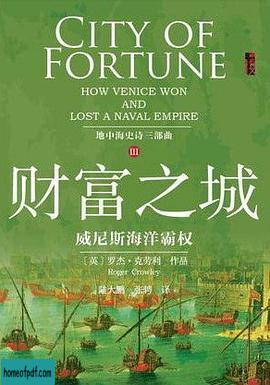 CITY OF
FORTUNE
HOW VENICE WON
AND
LOST A NAVAL EMPIRE
地中海史诗三部曲
III
财富之城
威尼斯海洋霸权
［英］罗杰·克劳利 作品
Roger Crowley
陆大鹏 张骋 译
homeofpdf.com